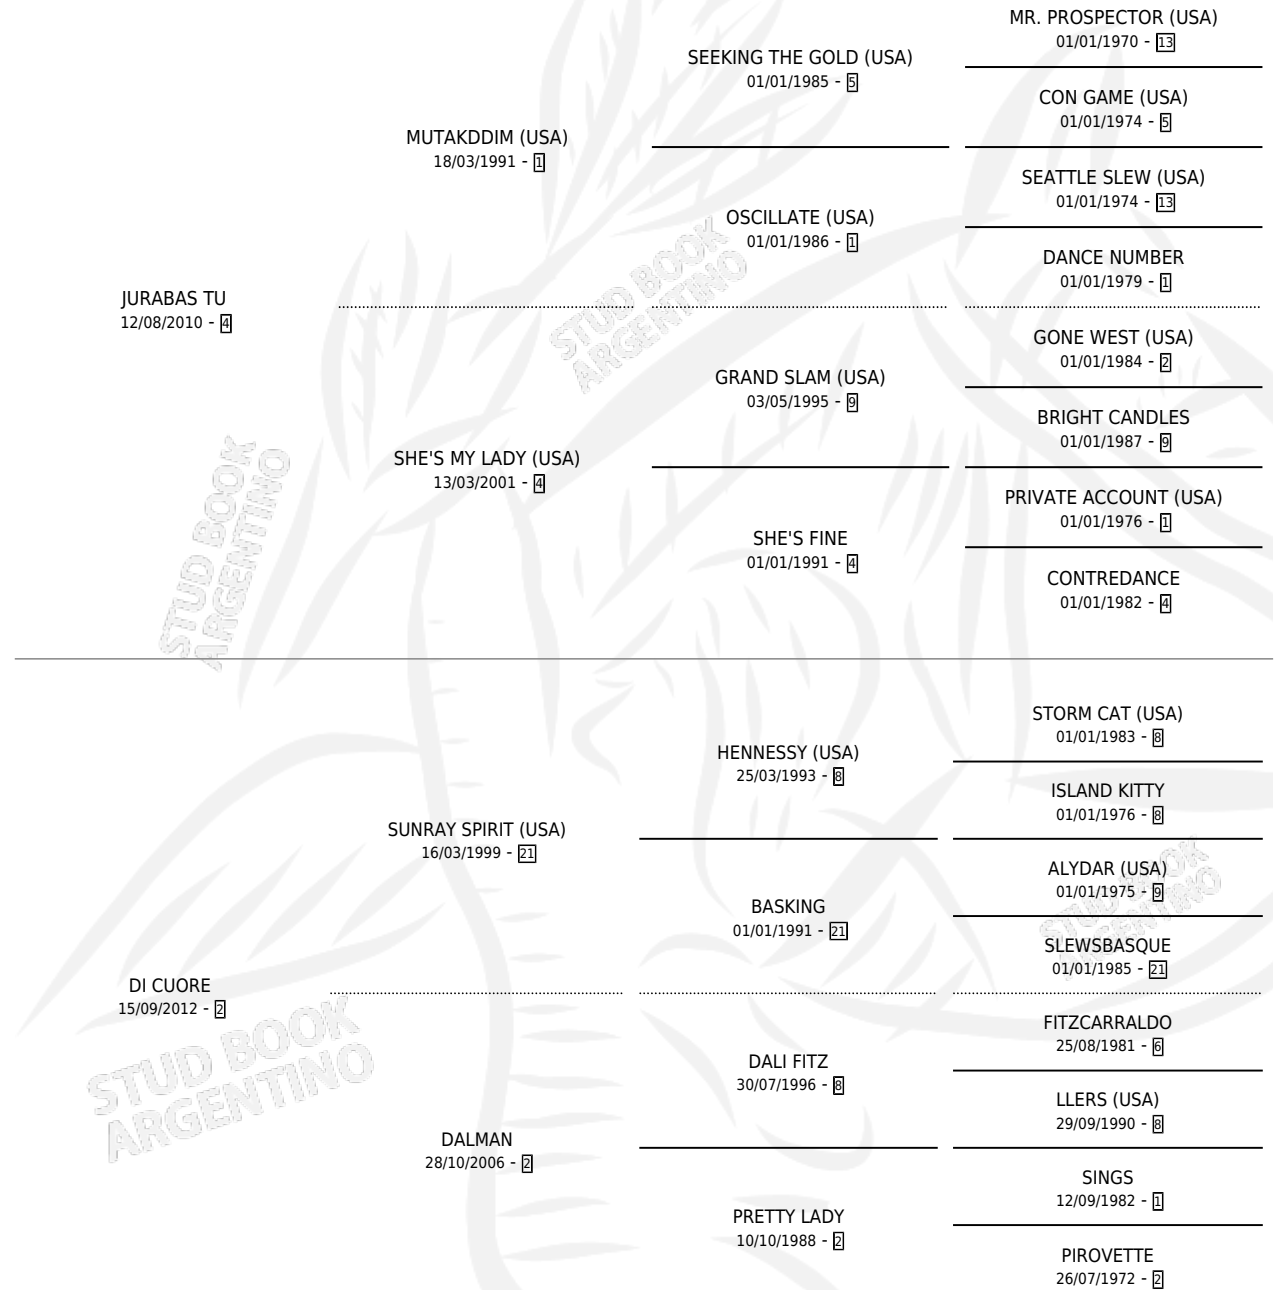 MR. PROSPECTOR (USA)
01/01/1970 - 13
SEEKING THE GOLD (USA)
01/01/1985 - 5
CON GAME (USA)
01/01/1974 - 5
MUTAKDDIM (USA)
18/03/1991 - 1
SEATTLE SLEW (USA)
01/01/1974 - 13
OSCILLATE (USA)
01/01/1986 - 1
DANCE NUMBER
01/01/1979 - 1
JURABAS TU
12/08/2010 - 4
GONE WEST (USA)
01/01/1984 - 2
GRAND SLAM (USA)
03/05/1995 - 9
BRIGHT CANDLES
01/01/1987 - 9
SHE'S MY LADY (USA)
13/03/2001 - 4
PRIVATE ACCOUNT (USA)
01/01/1976 - 1
SHE'S FINE
01/01/1991 - 4
CONTREDANCE
01/01/1982 - 4
STORM CAT (USA)
01/01/1983 - 8
HENNESSY (USA)
25/03/1993 - 8
ISLAND KITTY
01/01/1976 - 8
SUNRAY SPIRIT (USA)
16/03/1999 - 21
ALYDAR (USA)
01/01/1975 - 9
BASKING
01/01/1991 - 21
SLEWSBASQUE
01/01/1985 - 21
DI CUORE
15/09/2012 - 2
FITZCARRALDO
25/08/1981 - 6
DALI FITZ
30/07/1996 - 8
LLERS (USA)
29/09/1990 - 8
DALMAN
28/10/2006 - 2
SINGS
12/09/1982 - 1
PRETTY LADY
10/10/1988 - 2
PIROVETTE
26/07/1972 - 2
STUD BOOK
ARGENTINO
STUD BOOK
ARGENTINO
STUD BOOK
ARGENTINO
STUD BOOK
ARGENTINO